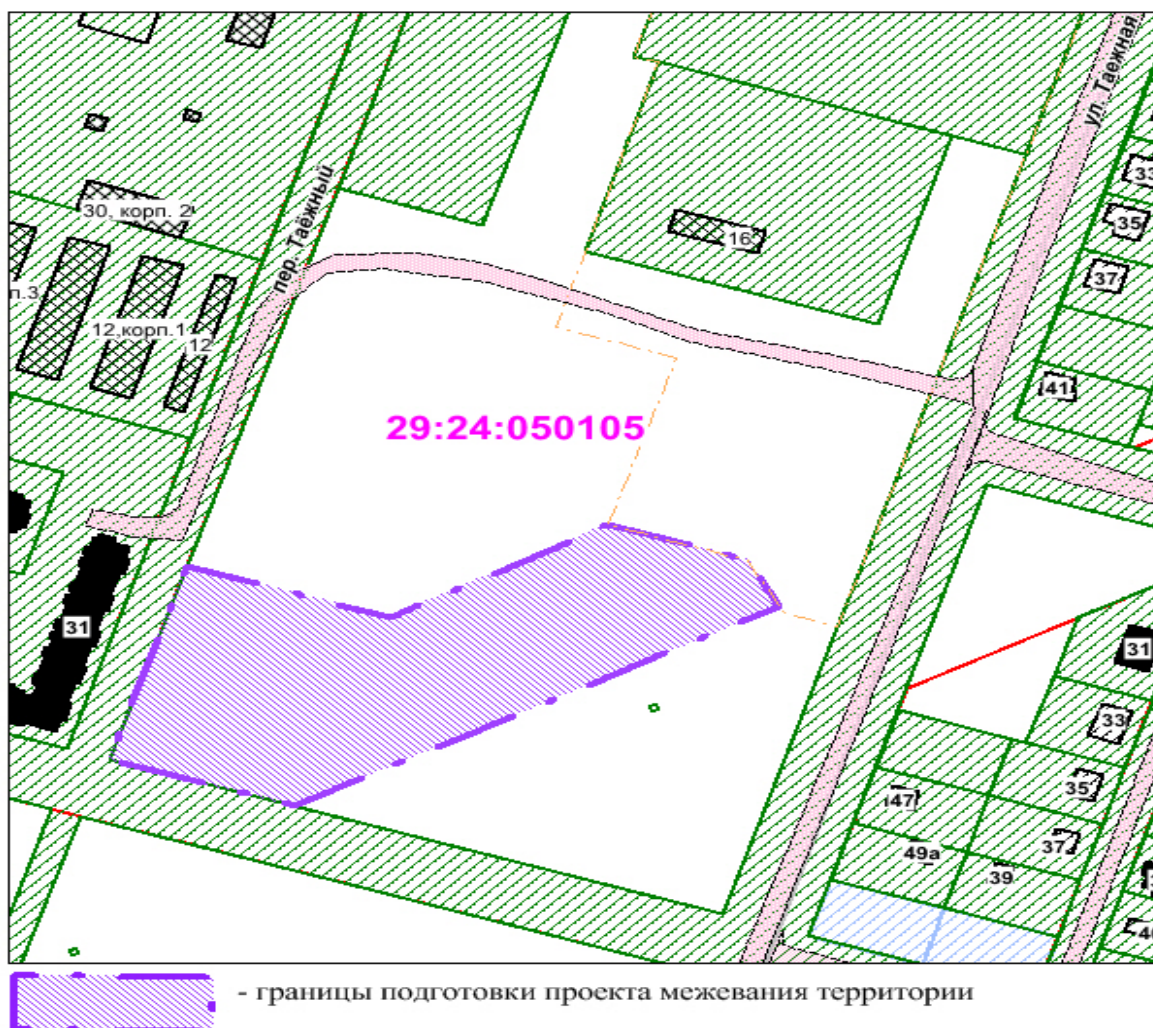 ул. Таежная
33
30, корп. 2
пер. Таёжный
35
16
37
п.3
12,корп.1
12
41
29:24:050105
31
31
33
35
47
37
49а
39
- границы подготовки проекта межевания территории